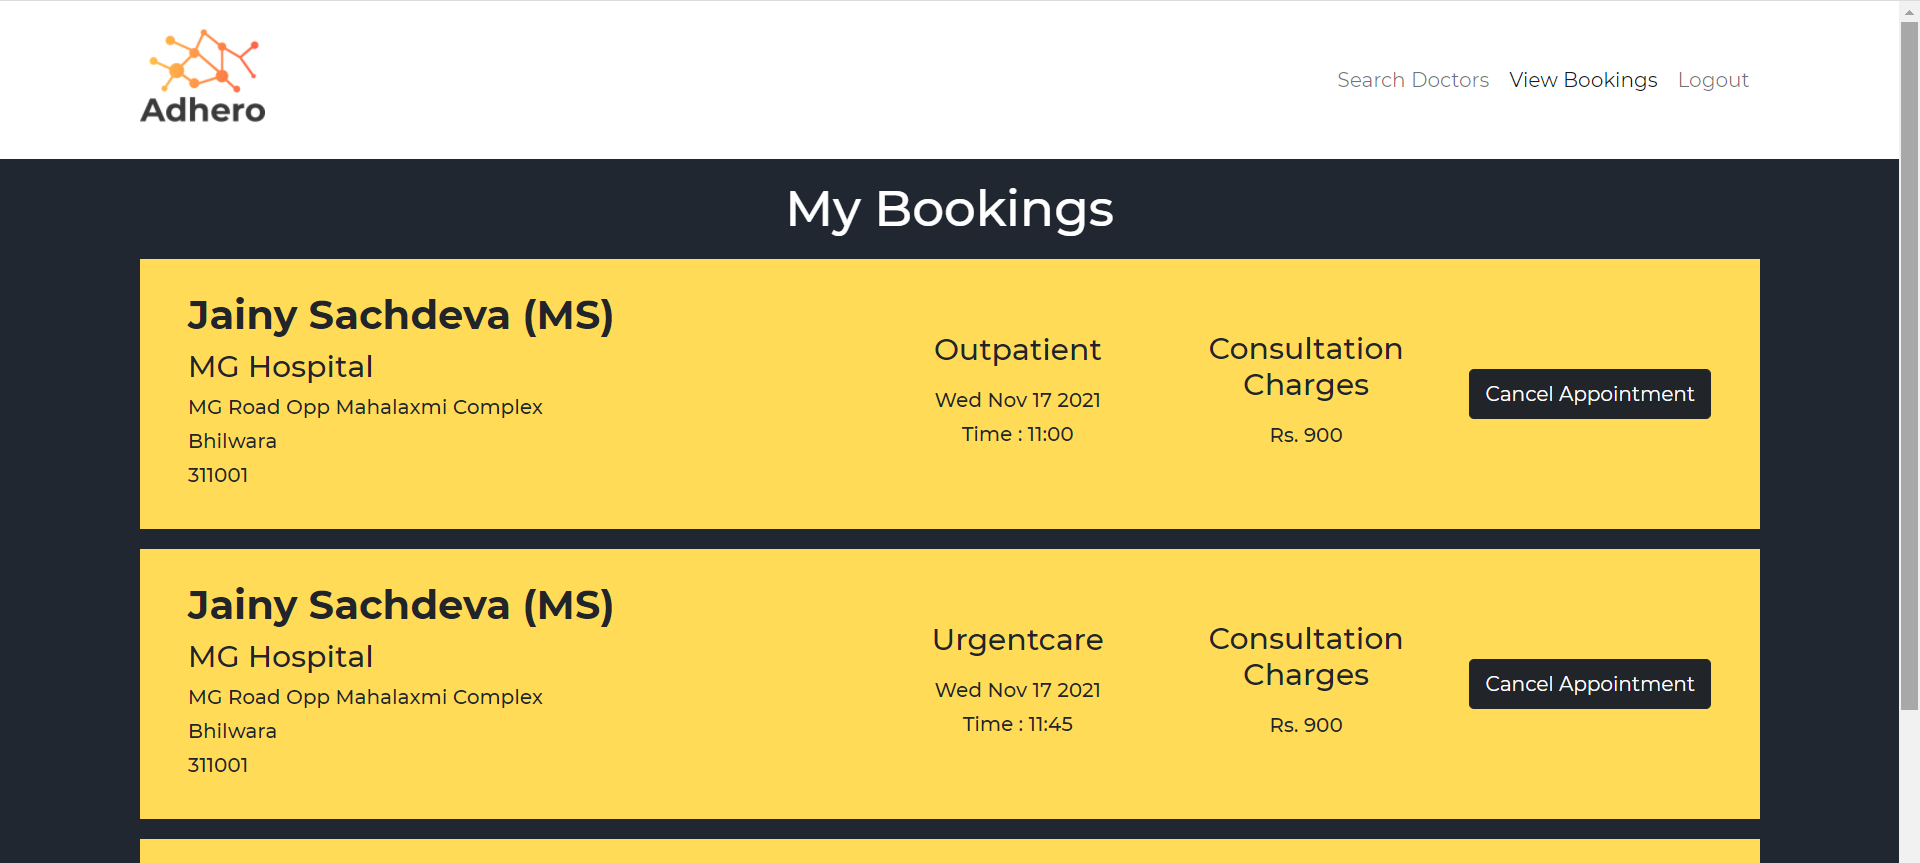 Adhero
Search Doctors View Bookings Logout
My Bookings
Jainy Sachdeva (MS)
MG Hospital
MG Road Opp Mahalaxmi Complex
Bhilwara
311001
Outpatient
Wed Nov 17 2021
Time : 11:00
Consultation
Charges
Rs. 900
Cancel Appointment
Jainy Sachdeva (MS)
MG Hospital
MG Road Opp Mahalaxmi Complex
Bhilwara
311001
Urgentcare
Wed Nov 17 2021
Time : 11:45
Consultation
Charges
Rs. 900
Cancel Appointment